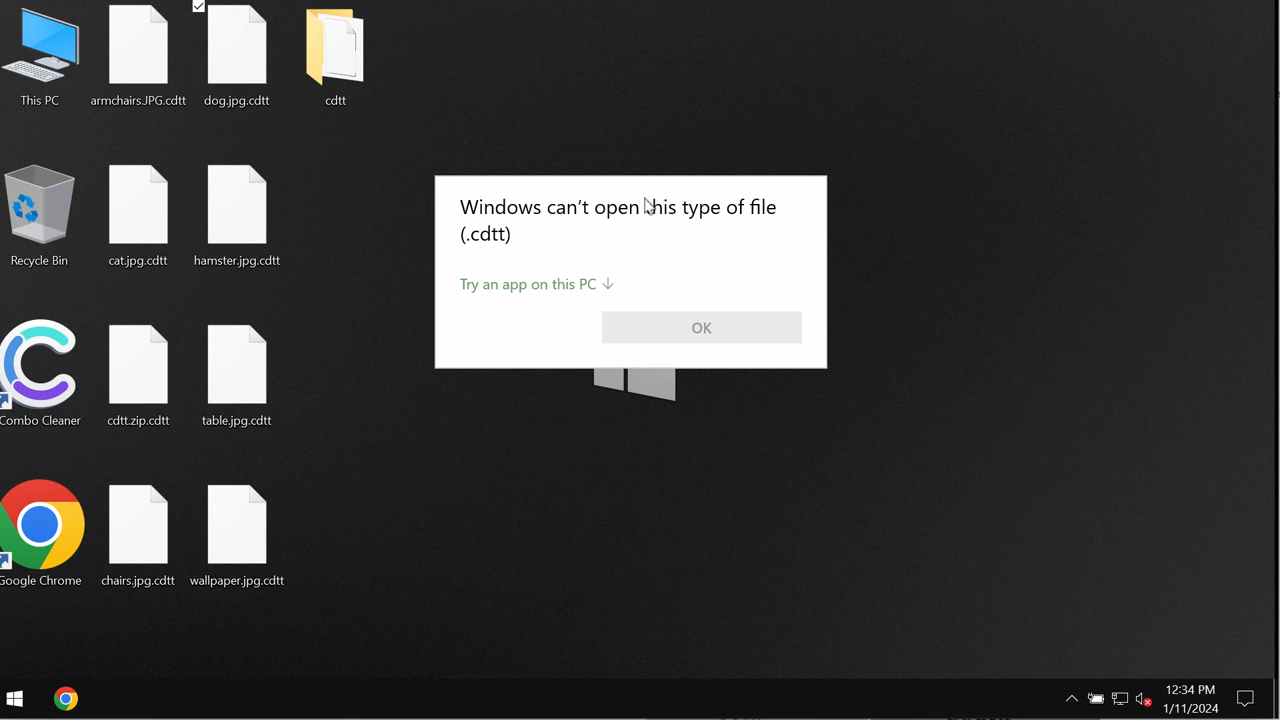 This PC
armchairs.JPG.cdtt
dog.jpg.cdtt
cdtt
Recycle Bin
cat.jpg.cdtt
hamster.jpg.cdtt
Combo Cleaner
cdtt.zip.cdtt
table.jpg.cdtt
Google Chrome
chairs.jpg.cdtt
wallpaper.jpg.cdtt
Windows can’t open this type of file
(.cdtt)
Try an app on this PC
OK
12:34 PM
1/11/2024